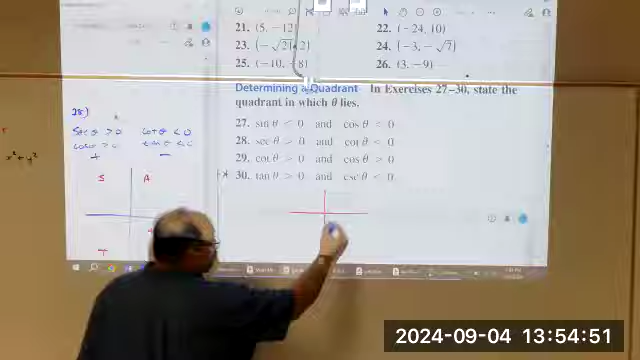 21. (5, −12)
22. (−24, 10)
23. (−√2, √2)
24. (−3, −√7)
25. (−10, −8)
26. (3, −9)
Determining a Quadrant In Exercises 27–30, state the
quadrant in which θ lies.
27. sin θ < 0 and cos θ < 0
28. sec θ > 0 and cot θ < 0
29. cot θ > 0 and cos θ > 0
* 30. tan θ > 0 and csc θ < 0
28)
sec θ > 0 cot θ < 0
cos θ > 0 tan θ < 0
+ −
S A
T
x² + y²
2024-09-04 13:54:51